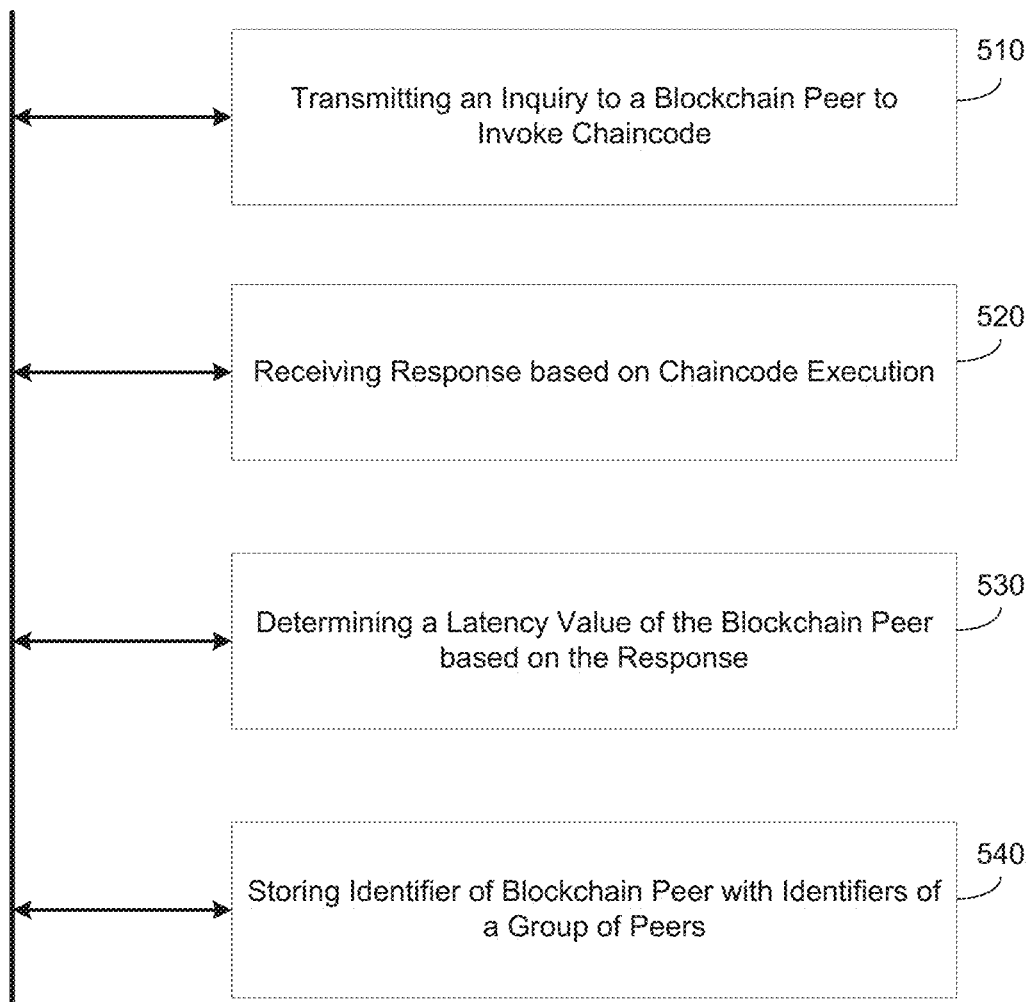 510
Transmitting an Inquiry to a Blockchain Peer to
Invoke Chaincode
520
Receiving Response based on Chaincode Execution
530
Determining a Latency Value of the Blockchain Peer
based on the Response
540
Storing Identifier of Blockchain Peer with Identifiers of
a Group of Peers